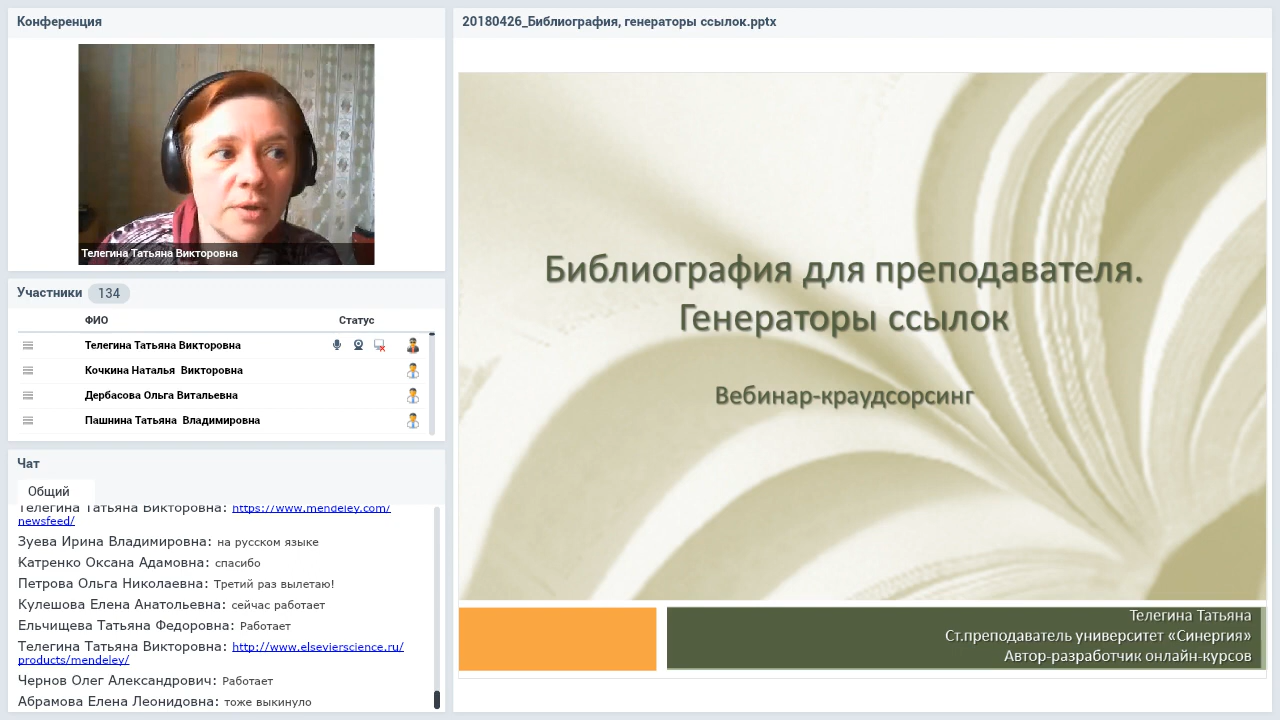 Конференция
Телегина Татьяна Викторовна
Участники 134
ФИО Статус
Телегина Татьяна Викторовна
Кочкина Наталья Викторовна
Дербасова Ольга Витальевна
Пашнина Татьяна Владимировна
Чат
Общий
Телегина Татьяна Викторовна: https://www.mendeley.com/
newsfeed/
Зуева Ирина Владимировна: на русском языке
Катренко Оксана Адамовна: спасибо
Петрова Ольга Николаевна: Третий раз вылетаю!
Кулешова Елена Анатольевна: сейчас работает
Ельчищева Татьяна Федоровна: Работает
Телегина Татьяна Викторовна: http://www.elsevierscience.ru/
products/mendeley/
Чернов Олег Александрович: Работает
Абрамова Елена Леонидовна: тоже выкинуло
20180426_Библиография, генераторы ссылок.pptx
Библиография для преподавателя.
Генераторы ссылок
Вебинар-краудсорсинг
Телегина Татьяна
Ст.преподаватель университет «Синергия»
Автор-разработчик онлайн-курсов